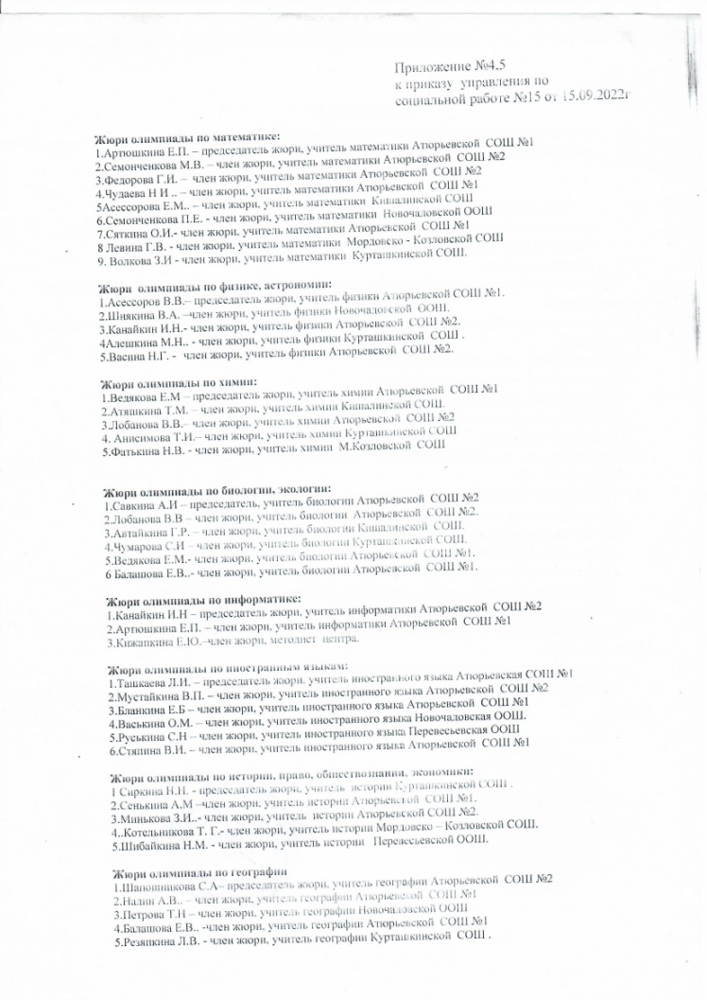 Приложение №4.5
к приказу управления по
социальной работе №15 от 15.09.2022г
Жюри олимпиады по математике:
1.Артюшкина Е.П. – председатель жюри, учитель математики Атюрьевской СОШ №1
2.Семонченкова М.В. – член жюри, учитель математики Атюрьевской СОШ №2
3.Федорова Г.И. – член жюри, учитель математики Атюрьевской СОШ №2
4.Чудаева Н И .. – член жюри, учитель математики Атюрьевской СОШ №1
5Асессорова Е.М.. – член жюри, учитель математики Кишалинской СОШ
6.Семонченкова П.Е. - член жюри, учитель математики Новочадовской ООШ
7.Сяткина О.И.- член жюри, учитель математики Атюрьевской СОШ №1
8 Левина Г.В. - член жюри, учитель математики Мордовско - Козловской СОШ
9. Волкова З.И - член жюри, учитель математики Курташкинской СОШ.
Жюри олимпиады по физике, астрономии:
1.Асессоров В.В.– председатель жюри, учитель физики Атюрьевской СОШ №1.
2.Шнякина В.А. –член жюри, учитель физики Новочадовской ООШ.
3.Канайкин И.Н.- член жюри, учитель физики Атюрьевской СОШ №2.
4Алешкина М.Н.. - член жюри, учитель физики Курташкинской СОШ .
5.Васина Н.Г. - член жюри, учитель физики Атюрьевской СОШ №2.
Жюри олимпиады по химии:
1.Ведякова Е.М – председатель жюри, учитель химии Атюрьевской СОШ №1
2.Атяшкина Т.М. – член жюри, учитель химии Кишалинской СОШ.
3.Лобанова В.В.– член жюри, учитель химии Атюрьевской СОШ №2
4. Анисимова Т.И.– член жюри, учитель химии Курташкинской СОШ
5.Фатькина Н.В. - член жюри, учитель химии М.Козловской СОШ
Жюри олимпиады по биологии, экологии:
1.Савкина А.И – председатель, учитель биологии Атюрьевской СОШ №2
2.Лобанова В.В – член жюри, учитель биологии Атюрьевской СОШ №2.
3.Автайкина Г.Р. – член жюри, учитель биологии Кишалинской СОШ.
4.Чумарова С.И – член жюри, учитель биологии Курташкинской СОШ.
5.Ведякова Е.М.- член жюри, учитель биологии Атюрьевской СОШ №1.
6 Балашова Е.В..- член жюри, учитель биологии Атюрьевской СОШ №1.
Жюри олимпиады по информатике:
1.Канайкин И.Н – председатель жюри, учитель информатики Атюрьевской СОШ №2
2.Артюшкина Е.П. – член жюри, учитель информатики Атюрьевской СОШ №1
3.Кижапкина Е.Ю.–член жюри, методист центра.
Жюри олимпиады по иностранным языкам:
1.Ташкаева Л.И. – председатель жюри, учитель иностранного языка Атюрьевская СОШ №1
2.Мустайкина В.П. – член жюри, учитель иностранного языка Атюрьевской СОШ №2
3.Бланкина Е.Б – член жюри, учитель иностранного языка Атюрьевской СОШ №1
4.Васькина О.М. – член жюри, учитель иностранного языка Новочадовская ООШ.
5.Руськина С.Н – член жюри, учитель иностранного языка Перевесьевская ООШ
6.Стяпина В.И. – член жюри, учитель иностранного языка Атюрьевской СОШ №1
Жюри олимпиады по истории, право, обществознании, экономики:
1 Сиркина Н.Н. - председатель жюри, учитель истории Курташкинской СОШ .
2.Сенькина А.М –член жюри, учитель истории Атюрьевской СОШ №1.
3.Минькова З.И..- член жюри, учитель истории Атюрьевской СОШ №2.
4..Котельникова Т. Г.- член жюри, учитель истории Мордовско – Козловской СОШ.
5.Шибайкина Н.М. - член жюри, учитель истории Перевесьевской ООШ.
Жюри олимпиады по географии
1.Шапошникова С.А– председатель жюри, учитель географии Атюрьевской СОШ №2
2.Надин А.В.. – член жюри, учитель географии Атюрьевской СОШ №1
3.Петрова Т.Н – член жюри, учитель географии Новочадовской ООШ
4.Балашова Е.В.. -член жюри, учитель географии Атюрьевской СОШ №1
5.Резяпкина Л.В. - член жюри, учитель географии Курташкинской СОШ .